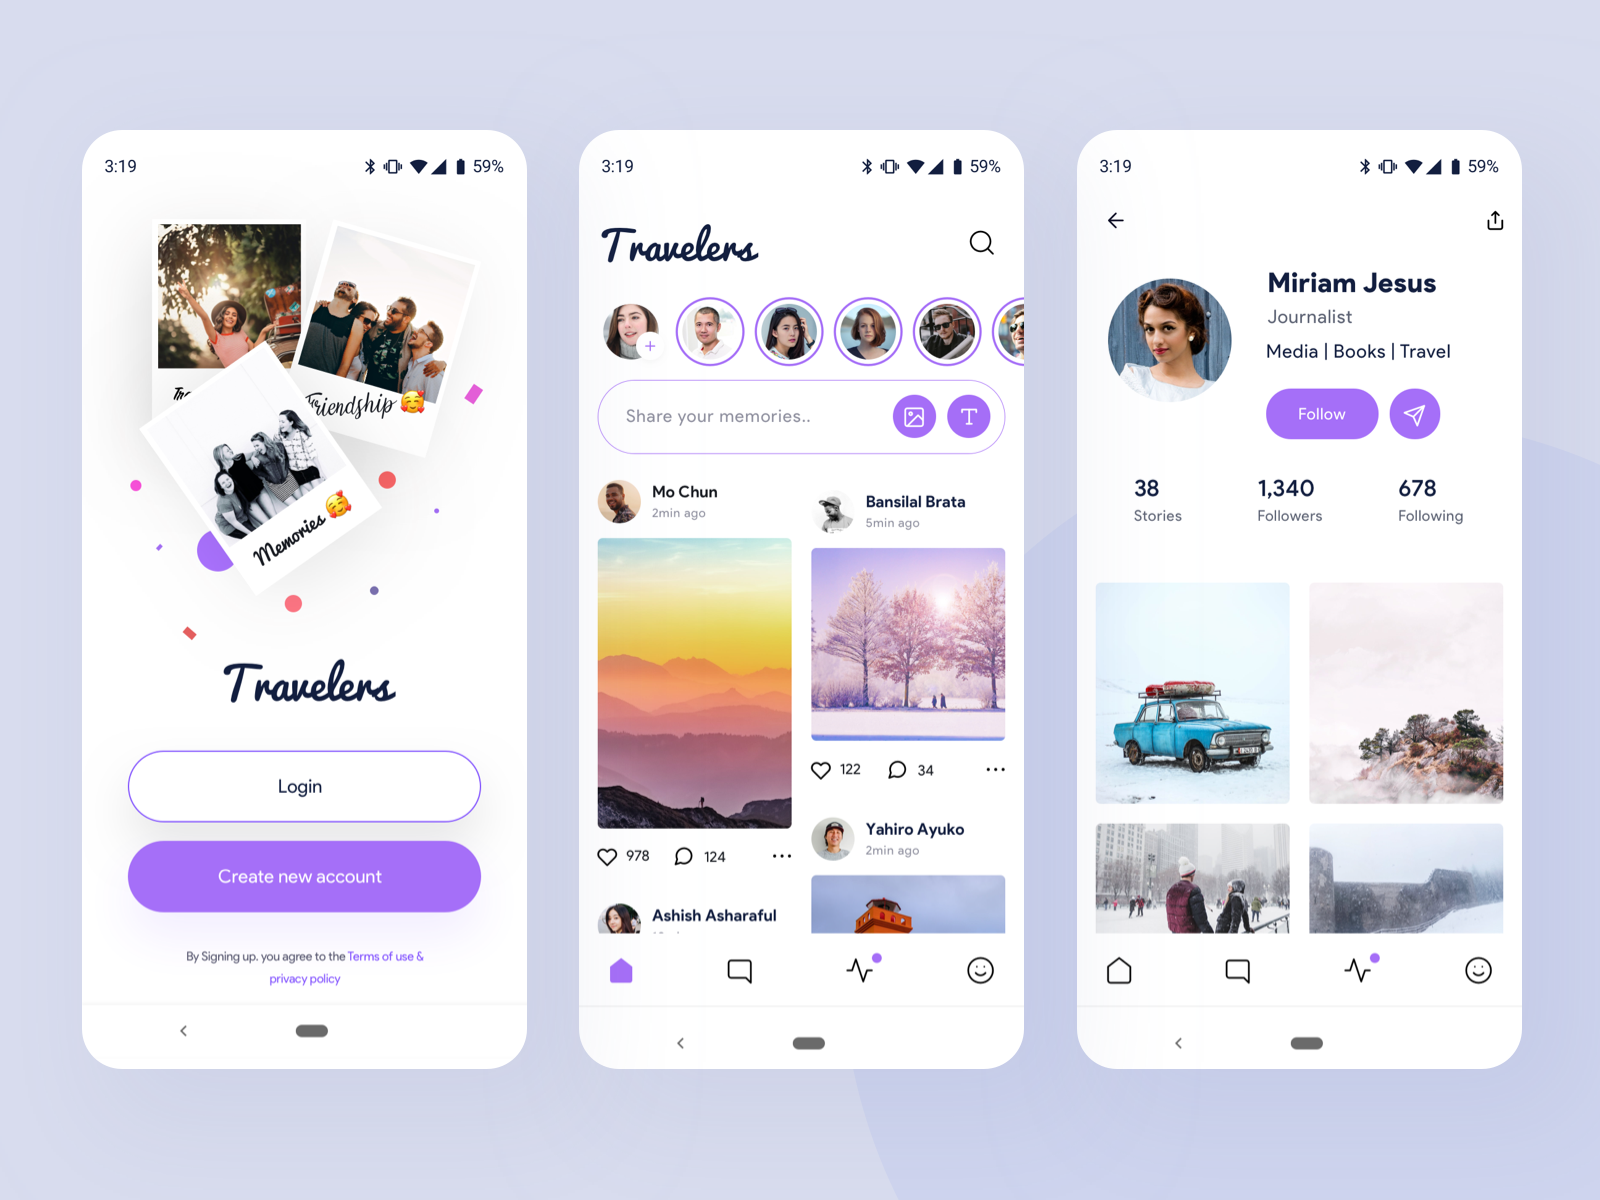 3:19
59%
Friendship
Memories
Travelers
Login
Create new account
By Signing up. you agree to the Terms of use &
privacy policy
3:19
59%
Travelers
Share your memories..
T
Mo Chun
2min ago
978
124
Ashish Asharaful
Bansilal Brata
5min ago
122
34
Yahiro Ayuko
2min ago
3:19
59%
Miriam Jesus
Journalist
Media | Books | Travel
Follow
38
Stories
1,340
Followers
678
Following